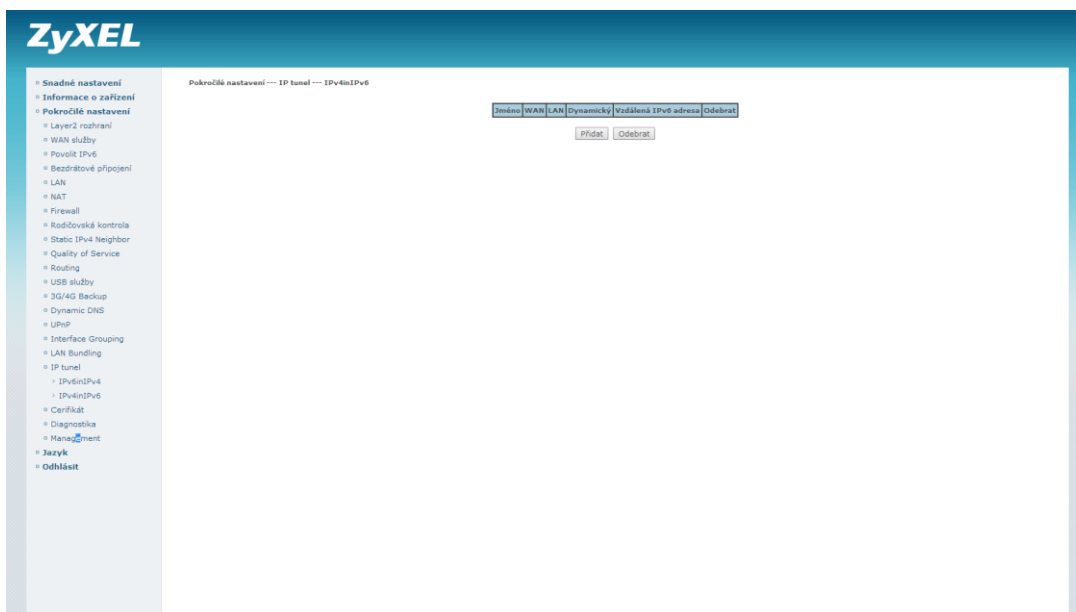 ZyXEL
Snadné nastavení
Informace o zařízení
Pokročilé nastavení
Layer2 rozhraní
WAN služby
Povolit IPv6
Bezdrátové připojení
LAN
NAT
Firewall
Rodičovská kontrola
Static IPv4 Neighbor
Quality of Service
Routing
USB služby
3G/4G Backup
Dynamic DNS
UPnP
Interface Grouping
LAN Bundling
IP tunel
IPv6inIPv4
IPv4inIPv6
Cerifikát
Diagnostika
Management
Jazyk
Odhlásit
Pokročilé nastavení --- IP tunel --- IPv4inIPv6
Jméno WAN LAN Dynamický Vzdálená IPv6 adresa Odebrat
Přidat Odebrat